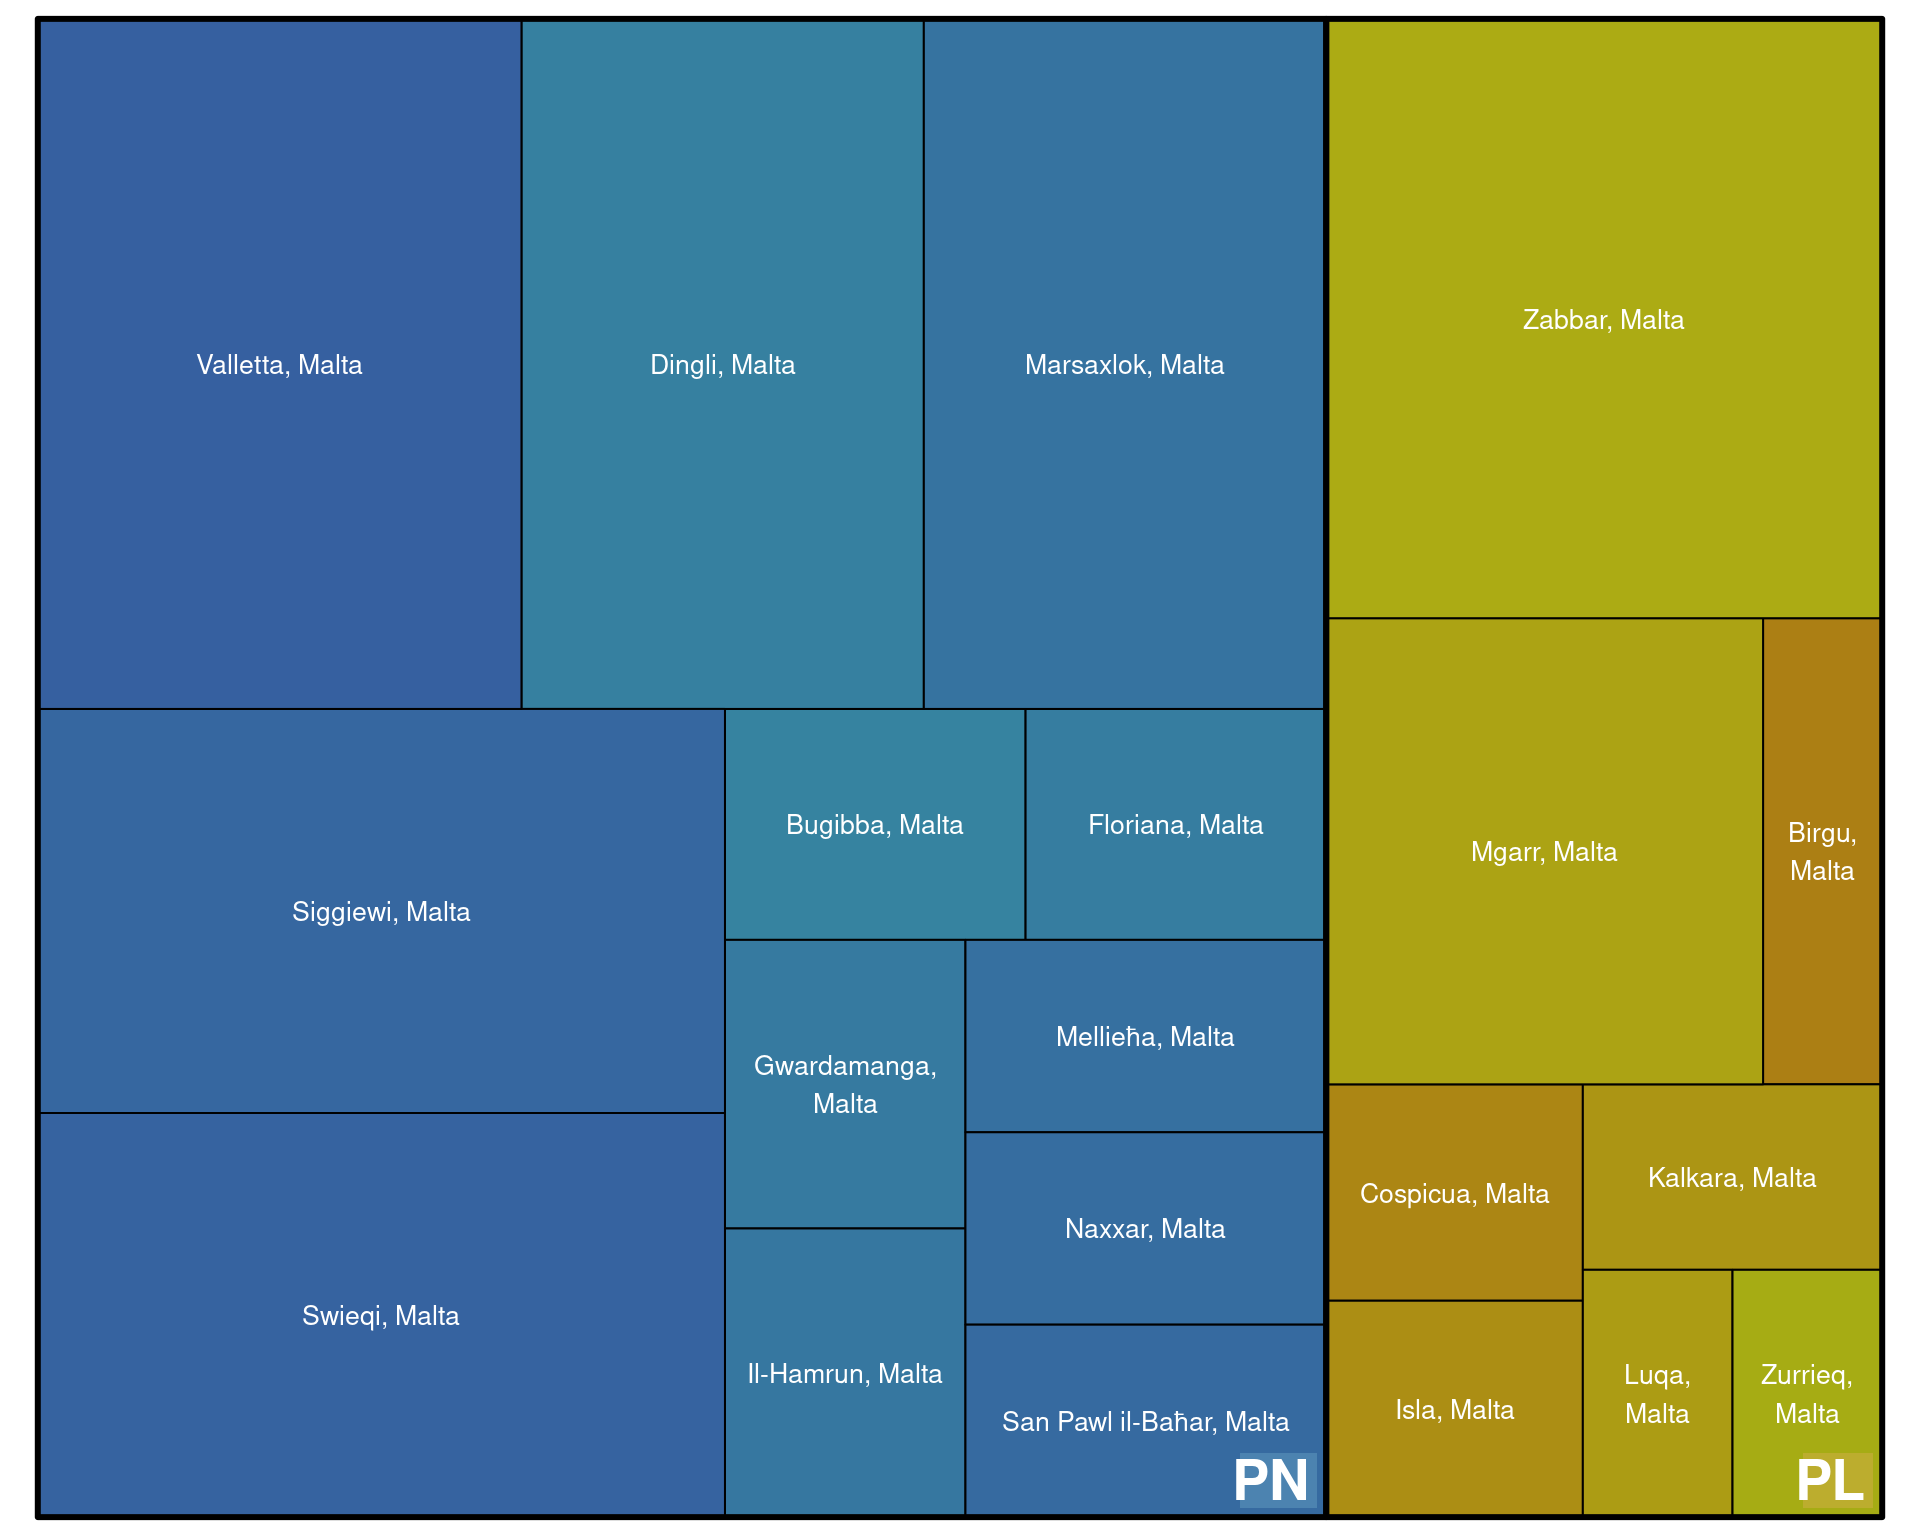 Valletta, Malta
Dingli, Malta
Marsaxlok, Malta
Zabbar, Malta
Siggiewi, Malta
Bugibba, Malta
Floriana, Malta
Mgarr, Malta
Birgu,
Malta
Gwardamanga,
Malta
Mellieħa, Malta
Cospicua, Malta
Kalkara, Malta
Naxxar, Malta
Swieqi, Malta
Il-Hamrun, Malta
San Pawl il-Baħar, Malta
Isla, Malta
Luqa,
Malta
Zurrieq,
Malta
PN
PL